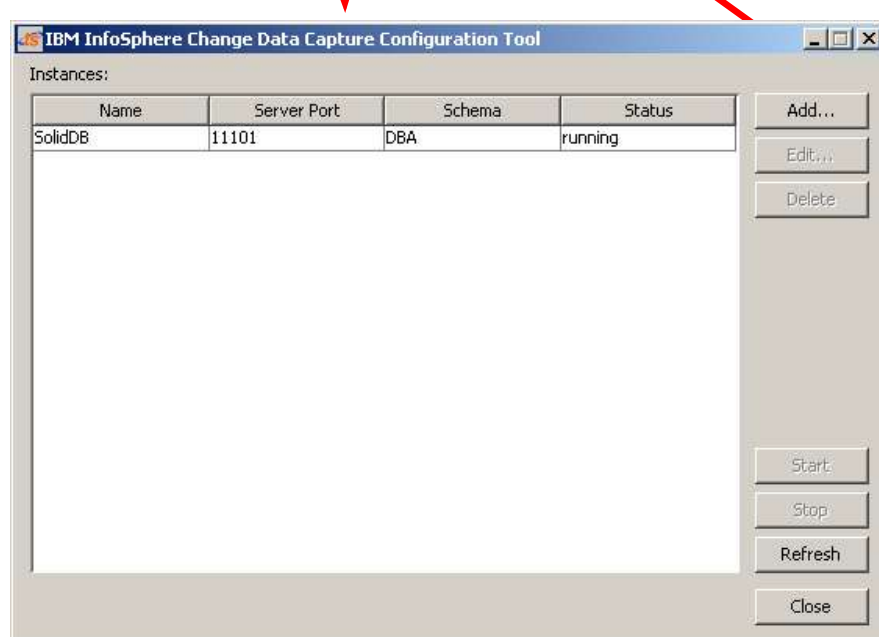 IBM InfoSphere Change Data Capture Configuration Tool
Instances:
Name Server Port Schema Status
SolidDB 11101 DBA running
Add...
Edit...
Delete
Start
Stop
Refresh
Close